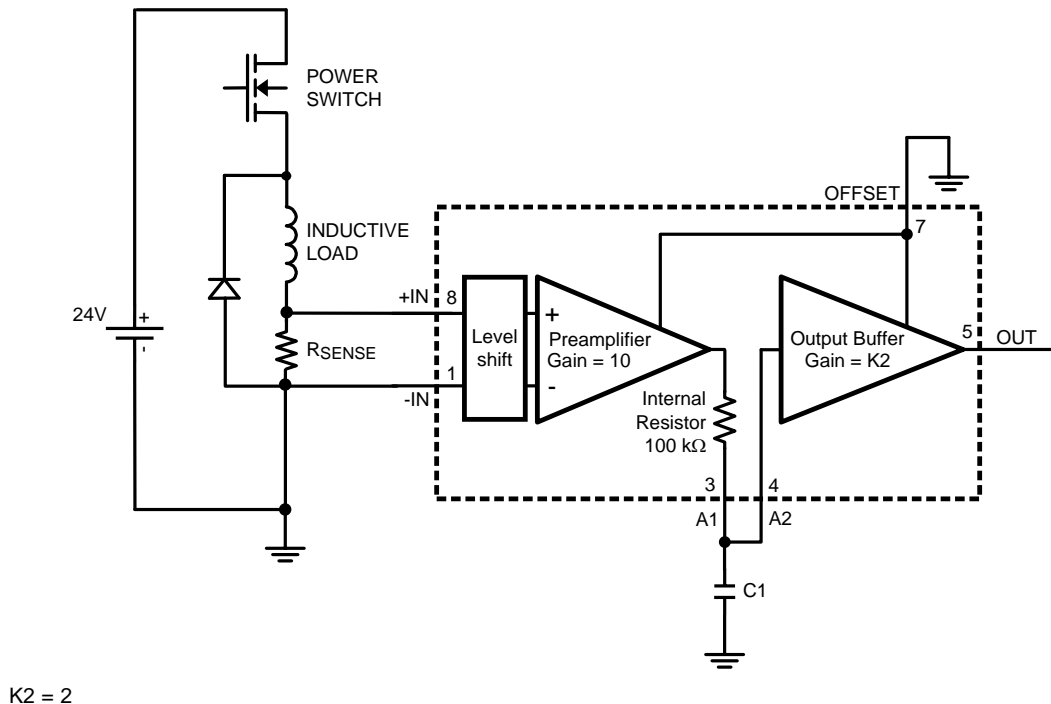 POWER
SWITCH
OFFSET
7
INDUCTIVE
LOAD
24V
+
-
+IN
8
RSENSE
-IN
1
Level
shift
+
-
Preamplifier
Gain = 10
Output Buffer
Gain = K2
5
OUT
Internal
Resistor
100 kΩ
3
4
A1
A2
C1
K2 = 2